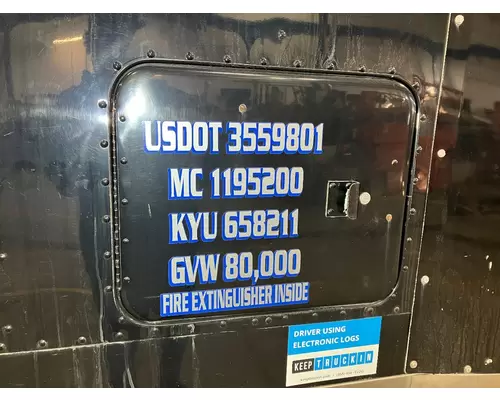 USDOT 3559801
MC 1195200
KYU 658211
GVW 80,000
FIRE EXTINGUISHER INSIDE
DRIVER USING
ELECTRONIC LOGS
KEEP TRUCKIN